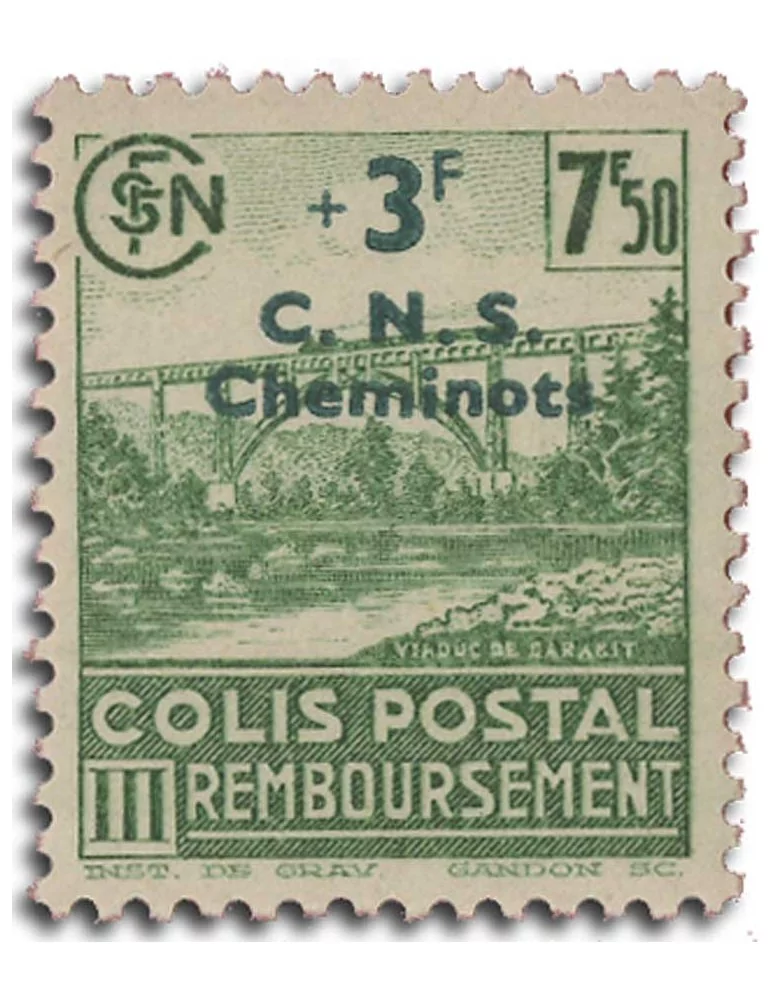 SNCF
+3F
7F50
C. N. S.
Cheminots
VIADUC DE GARABIT
COLIS POSTAL
III REMBOURSEMENT
INST. DE GRAV. GANDON SC.